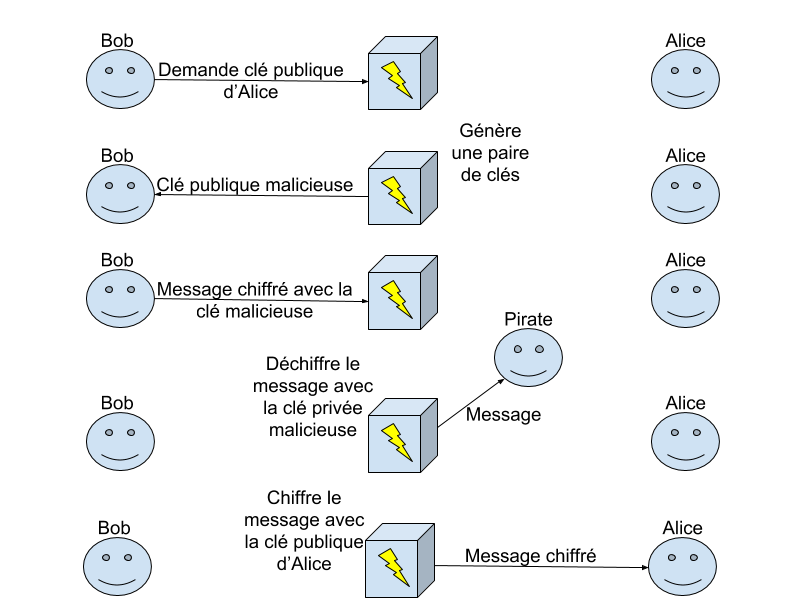 Bob
Alice
Demande clé publique
d'Alice
Génère
une paire
de clés
Bob
Alice
Clé publique malicieuse
Bob
Alice
Message chiffré avec la
clé malicieuse
Pirate
Déchiffre le
message avec
la clé privée
malicieuse
Bob
Alice
Message
Chiffre le
message avec
la clé publique
d'Alice
Bob
Alice
Message chiffré